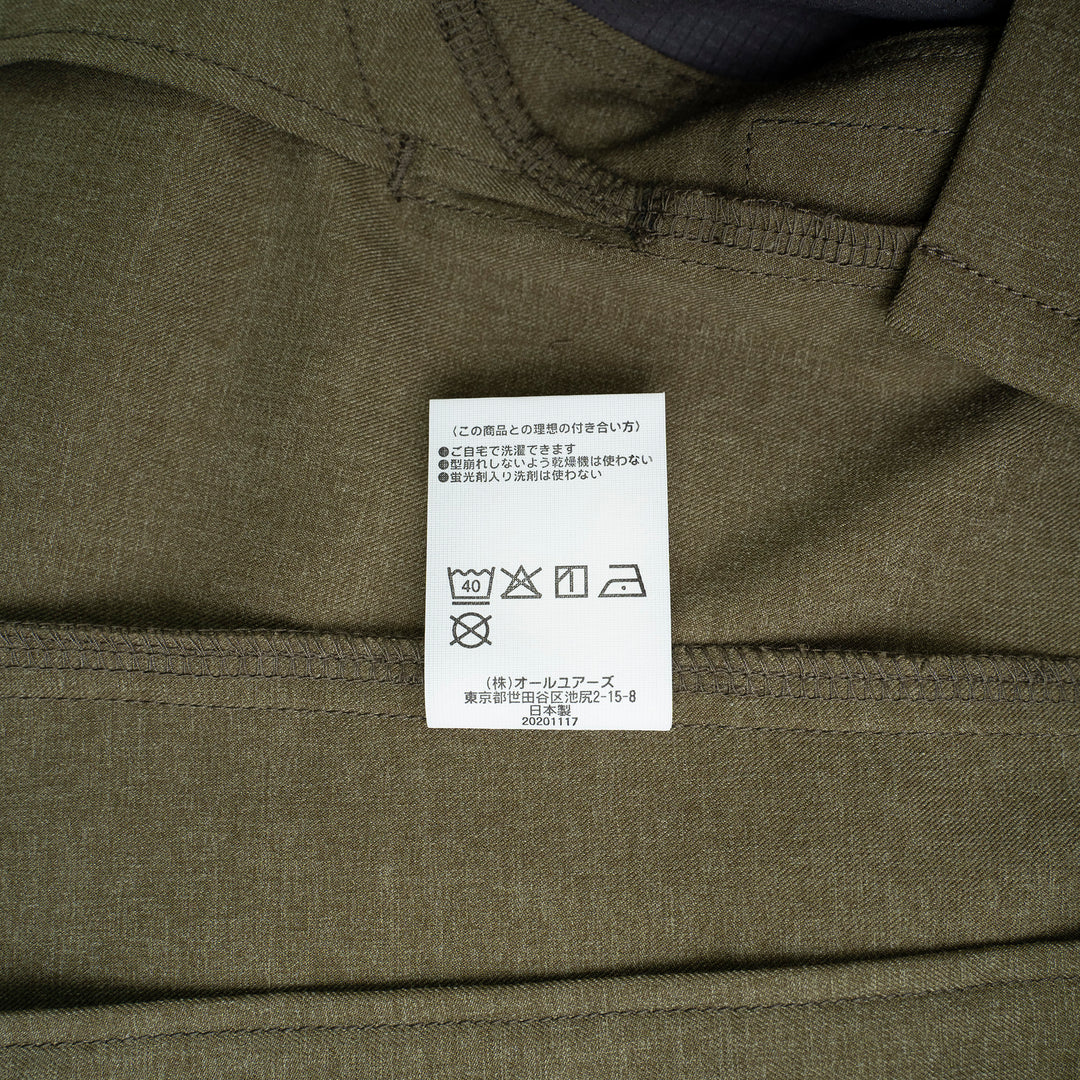 〈この商品との理想の付き合い方〉
●ご自宅で洗濯できます
●型崩れしないよう乾燥機は使わない
●蛍光剤入り洗剤は使わない
40
(株)オールユアーズ
東京都世田谷区池尻2-15-8
日本製
20201117